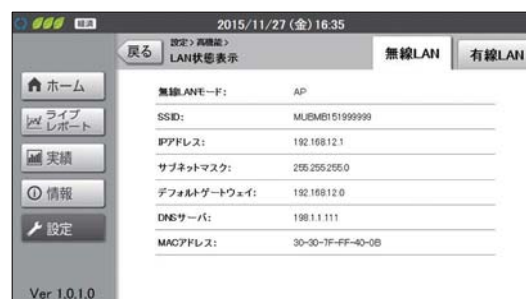 経済
2015/11/27 (金) 16:35
戻る
設定> 高機能>
LAN状態表示
無線LAN
有線LAN
ホーム
ライブ
レポート
実績
情報
設定
Ver 1.0.1.0
無線LANモード: AP
SSID: MUBMB151999999
IPアドレス: 192.168.12.1
サブネットマスク: 255.255.255.0
デフォルトゲートウェイ: 192.168.12.0
DNSサーバ: 198.1.1.111
MACアドレス: 30-30-7F-FF-40-0B